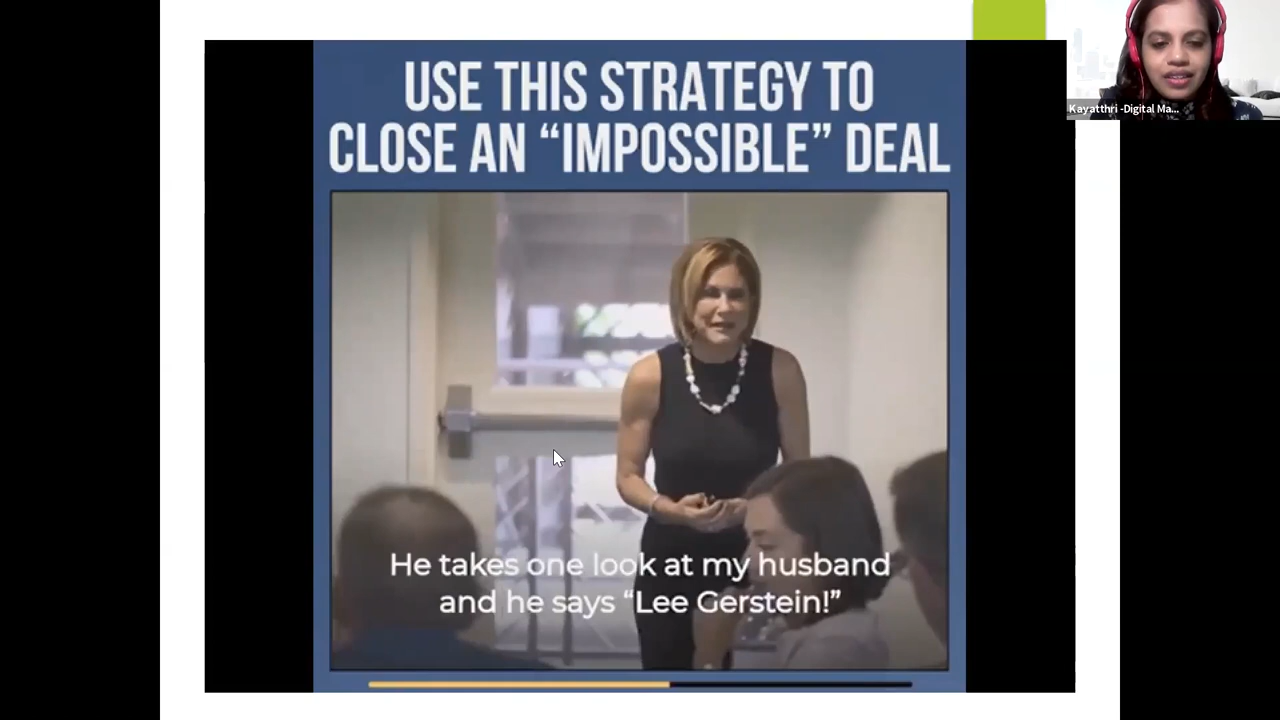 USE THIS STRATEGY TO
CLOSE AN “IMPOSSIBLE” DEAL
Kayatthri -Digital Ma...
He takes one look at my husband
and he says “Lee Gerstein!”